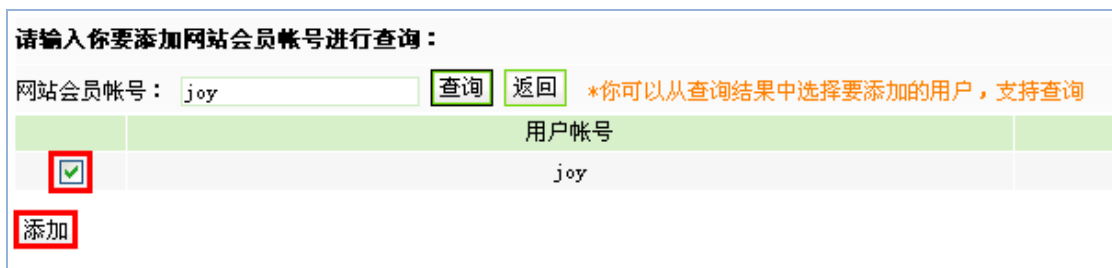 请输入你要添加网站会员帐号进行查询：
网站会员帐号： joy 查询 返回 *你可以从查询结果中选择要添加的用户，支持查询
用户帐号
joy
添加